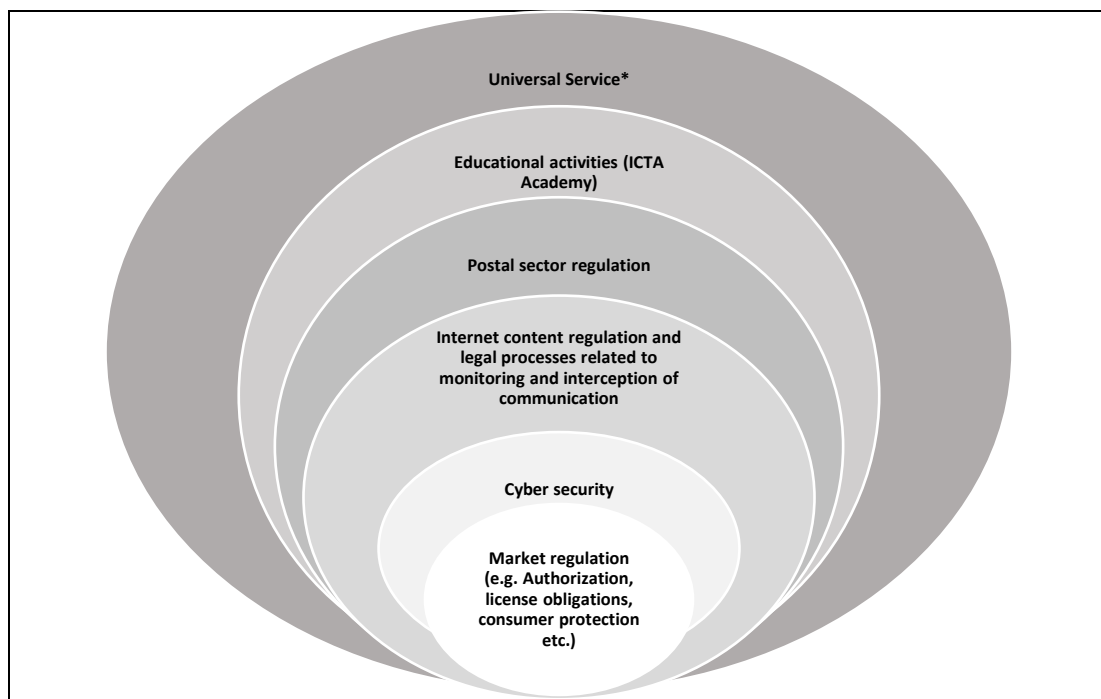 Universal Service*
Educational activities (ICTA
Academy)
Postal sector regulation
Internet content regulation and
legal processes related to
monitoring and interception of
communication
Cyber security
Market regulation
(e.g. Authorization,
license obligations,
consumer protection
etc.)